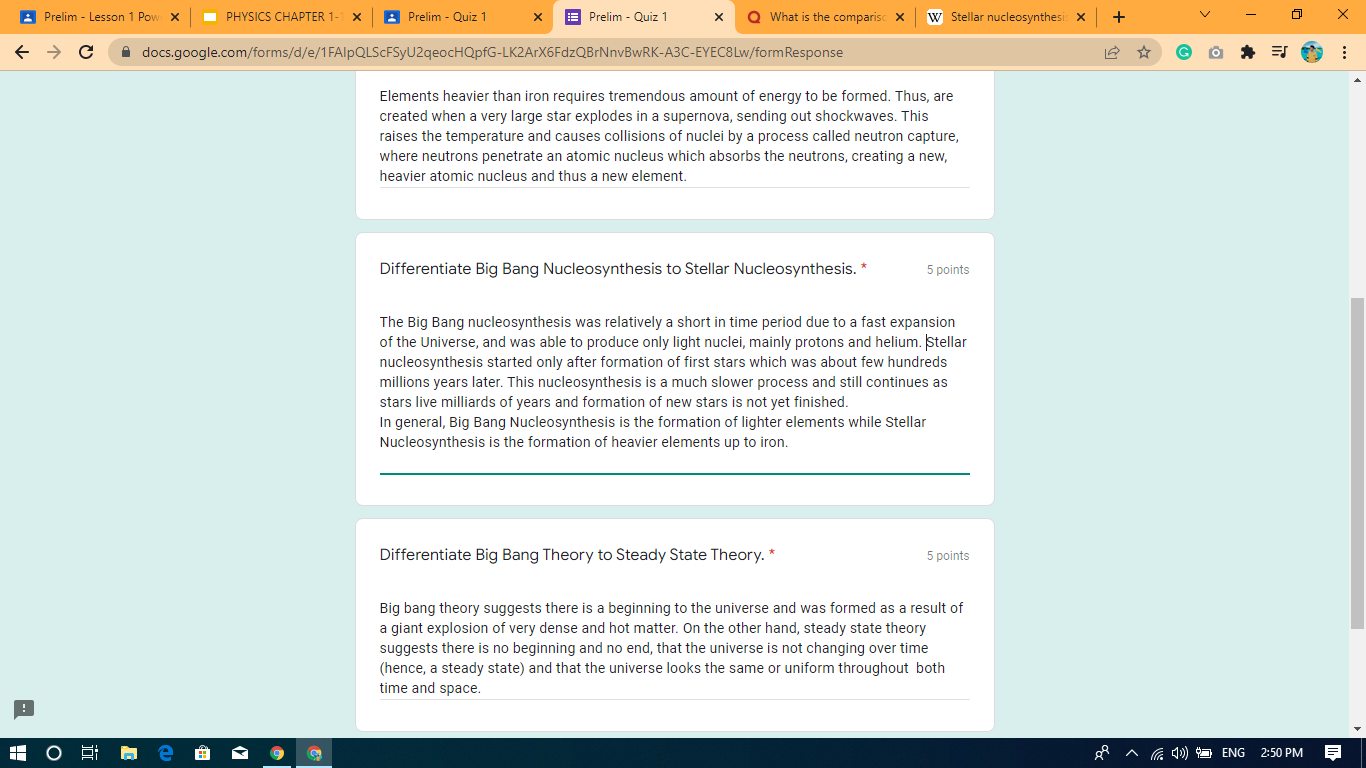 Prelim - Lesson 1 Pow
PHYSICS CHAPTER 1-
Prelim - Quiz 1
Prelim - Quiz 1
What is the comparis
Stellar nucleosynthesi
docs.google.com/forms/d/e/1FAIpQLScFSyU2qeocHQpfG-LK2ArX6FdzQBrNnvBwRK-A3C-EYEC8Lw/formResponse
Elements heavier than iron requires tremendous amount of energy to be formed. Thus, are
created when a very large star explodes in a supernova, sending out shockwaves. This
raises the temperature and causes collisions of nuclei by a process called neutron capture,
where neutrons penetrate an atomic nucleus which absorbs the neutrons, creating a new,
heavier atomic nucleus and thus a new element.
Differentiate Big Bang Nucleosynthesis to Stellar Nucleosynthesis. *
5 points
The Big Bang nucleosynthesis was relatively a short in time period due to a fast expansion
of the Universe, and was able to produce only light nuclei, mainly protons and helium. Stellar
nucleosynthesis started only after formation of first stars which was about few hundreds
millions years later. This nucleosynthesis is a much slower process and still continues as
stars live milliards of years and formation of new stars is not yet finished.
In general, Big Bang Nucleosynthesis is the formation of lighter elements while Stellar
Nucleosynthesis is the formation of heavier elements up to iron.
Differentiate Big Bang Theory to Steady State Theory. *
5 points
Big bang theory suggests there is a beginning to the universe and was formed as a result of
a giant explosion of very dense and hot matter. On the other hand, steady state theory
suggests there is no beginning and no end, that the universe is not changing over time
(hence, a steady state) and that the universe looks the same or uniform throughout  both
time and space.
ENG
2:50 PM